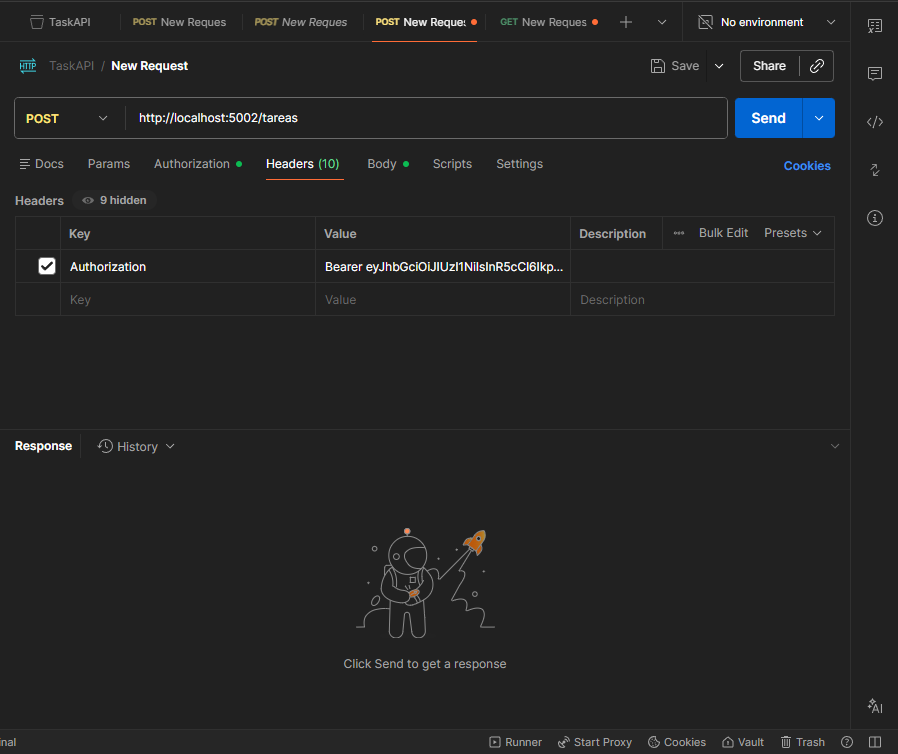 TaskAPI POST New Reques POST New Reques POST New Reques GET New Reques No environment
HTTP TaskAPI / New Request Save Share
POST http://localhost:5002/tareas Send
Docs Params Authorization Headers (10) Body Scripts Settings Cookies
Headers 9 hidden
Key Value Description Bulk Edit Presets
Authorization Bearer eyJhbGciOiJIUzI1NiIsInR5cCI6Ikp...
Key Value Description
Response History
Click Send to get a response
AI
nal Runner Start Proxy Cookies Vault Trash